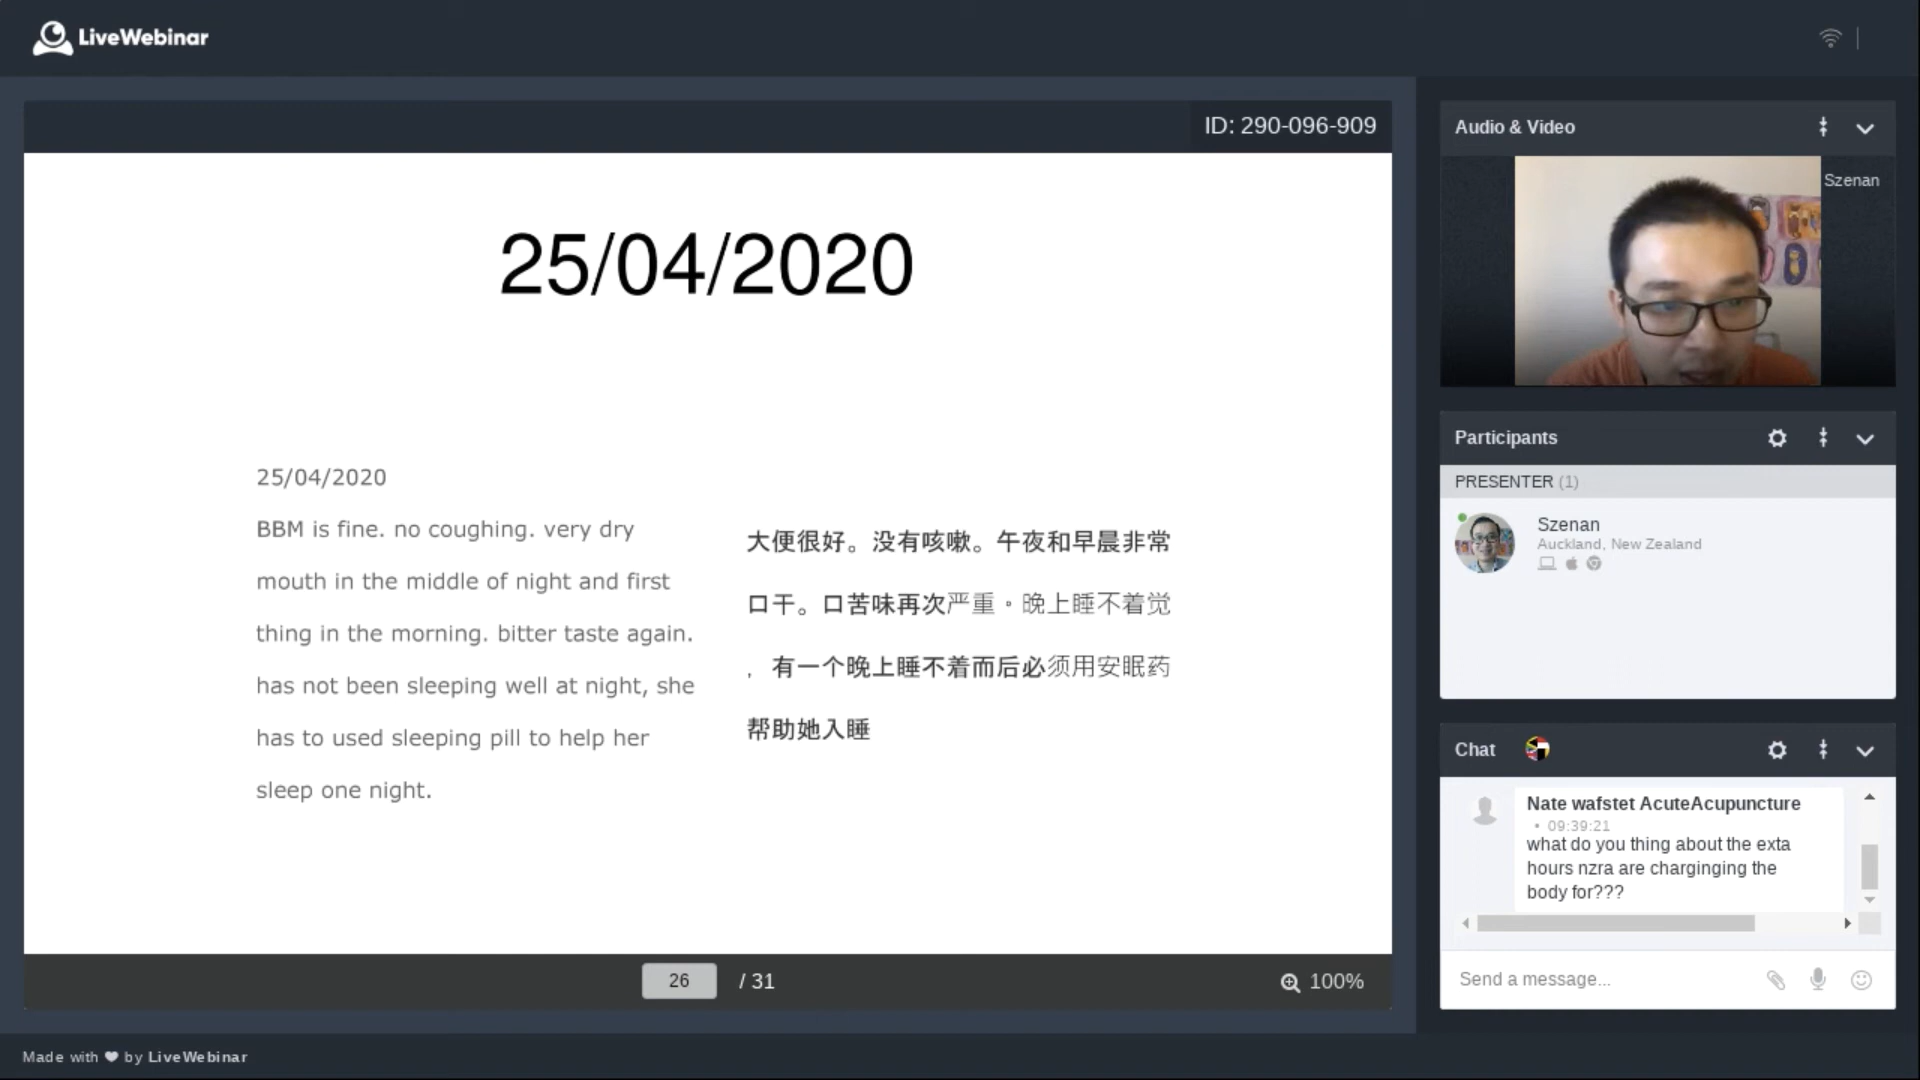 LiveWebinar
ID: 290-096-909
25/04/2020
25/04/2020
BBM is fine. no coughing. very dry
mouth in the middle of night and first
thing in the morning. bitter taste again.
has not been sleeping well at night, she
has to used sleeping pill to help her
sleep one night.
大便很好。没有咳嗽。午夜和早晨非常
口干。口苦味再次严重。晚上睡不着觉
，有一个晚上睡不着而后必须用安眠药
帮助她入睡
26 / 31
100%
Audio & Video
Szenan
Participants
PRESENTER (1)
Szenan
Auckland, New Zealand
Chat
Nate wafstet AcuteAcupuncture
• 09:39:21
what do you thing about the exta
hours nzra are charginging the
body for???
Send a message...
Made with ❤ by LiveWebinar